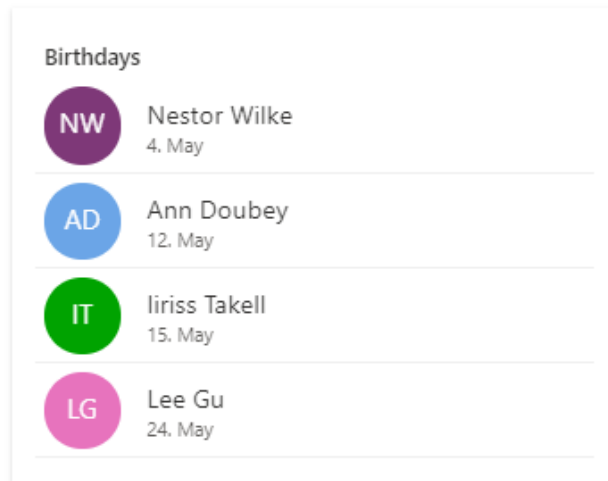 Birthdays
NW
Nestor Wilke
4. May
AD
Ann Doubey
12. May
IT
Iiriss Takell
15. May
LG
Lee Gu
24. May